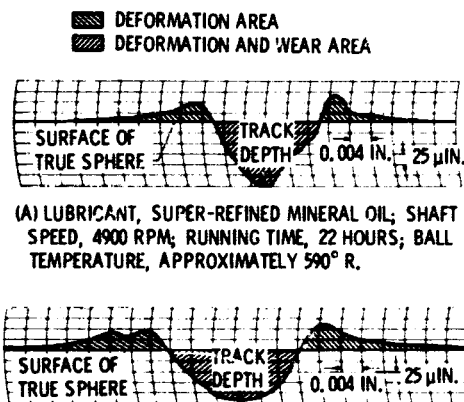 DEFORMATION AREA
DEFORMATION AND WEAR AREA
SURFACE OF
TRUE SPHERE
TRACK
DEPTH
0.004 IN.
25 µIN.
(A) LUBRICANT, SUPER-REFINED MINERAL OIL; SHAFT
SPEED, 4900 RPM; RUNNING TIME, 22 HOURS; BALL
TEMPERATURE, APPROXIMATELY 590° R.
SURFACE OF
TRUE SPHERE
TRACK
DEPTH
0.004 IN.
25 µIN.